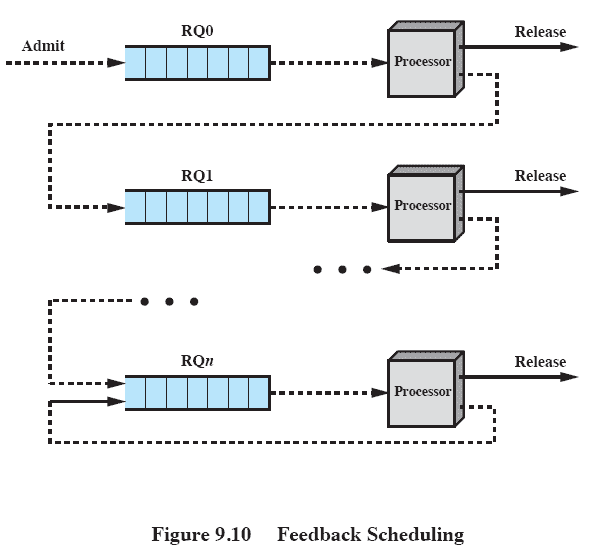 RQ0
Admit
Release
Processor
RQ1
Release
Processor
RQn
Release
Processor
Figure 9.10 Feedback Scheduling